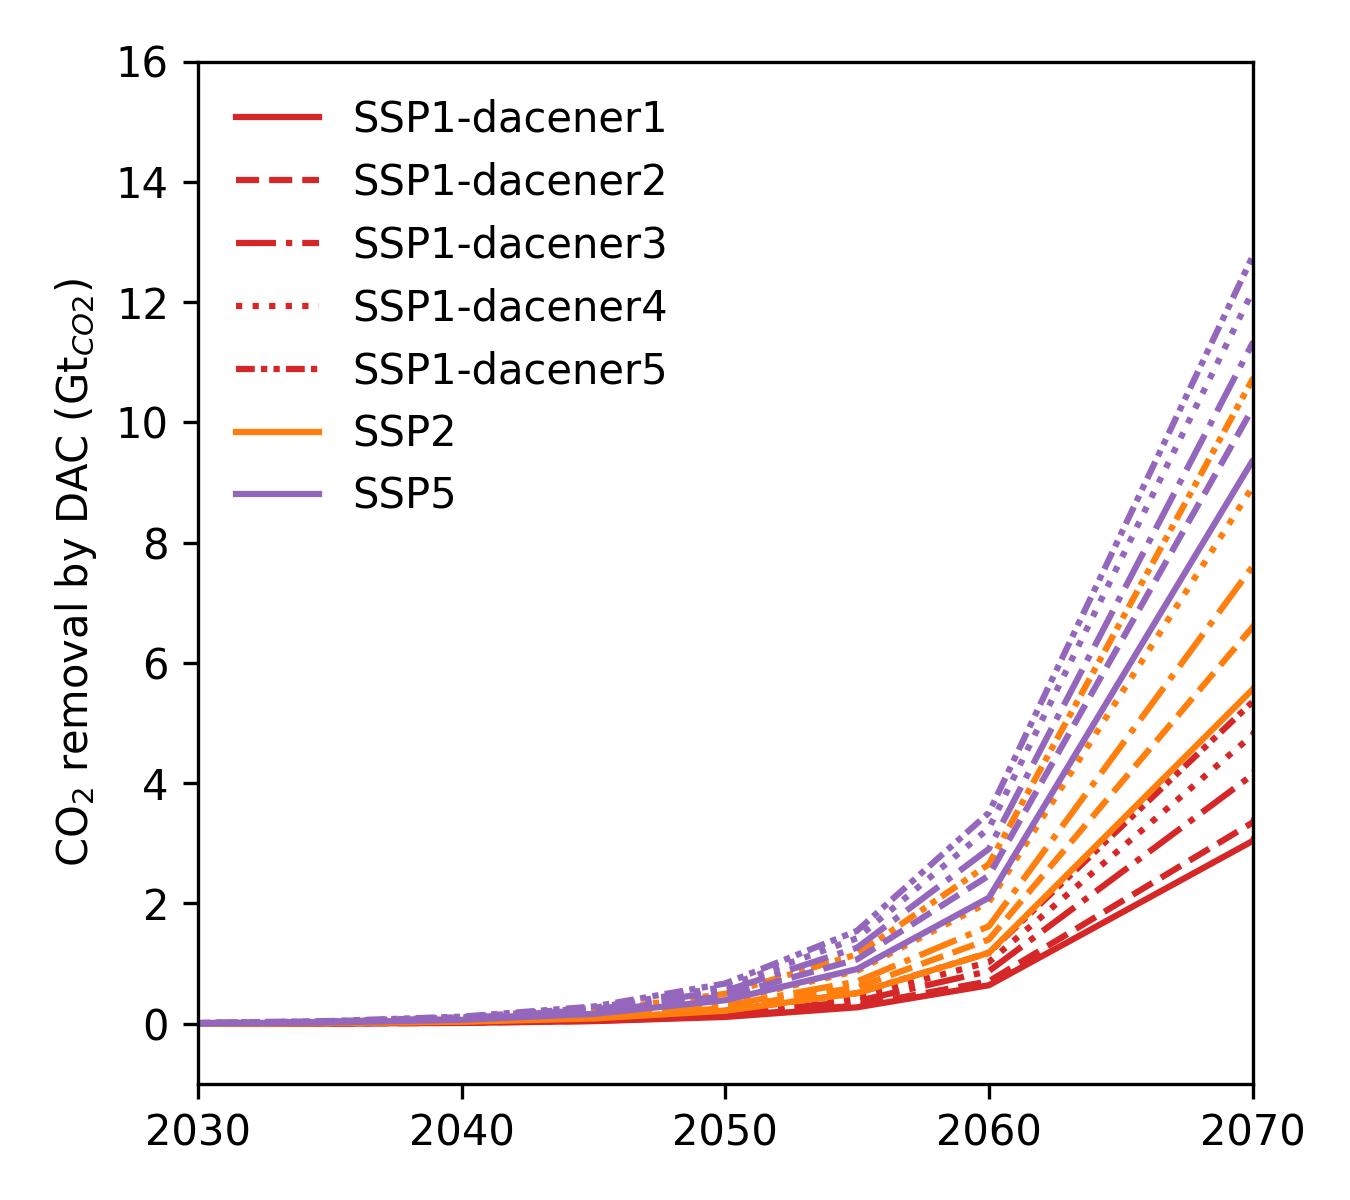 16
14
12
10
8
6
4
2
0
CO₂ removal by DAC (Gt_CO2)
SSP1-dacener1
SSP1-dacener2
SSP1-dacener3
SSP1-dacener4
SSP1-dacener5
SSP2
SSP5
2030 2040 2050 2060 2070